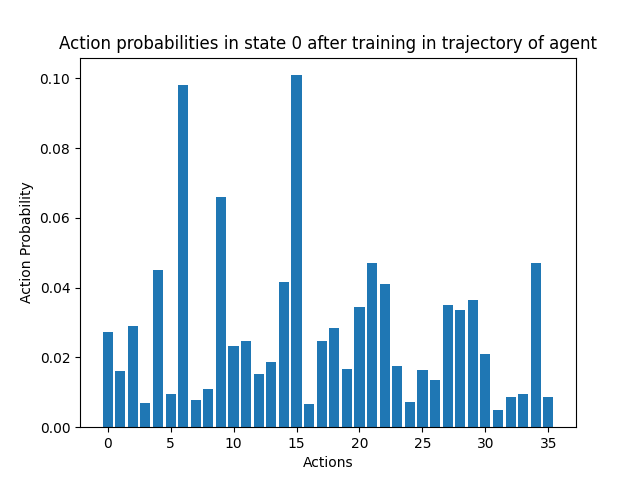 Action probabilities in state 0 after training in trajectory of agent
0.10
0.08
0.06
0.04
0.02
0.00
Action Probability
0 5 10 15 20 25 30 35
Actions